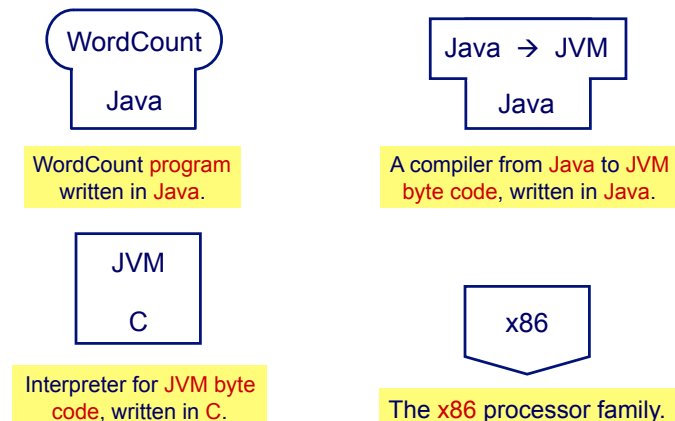 WordCount
Java
WordCount program
written in Java.
Java → JVM
Java
A compiler from Java to JVM
byte code, written in Java.
JVM
C
Interpreter for JVM byte
code, written in C.
x86
The x86 processor family.